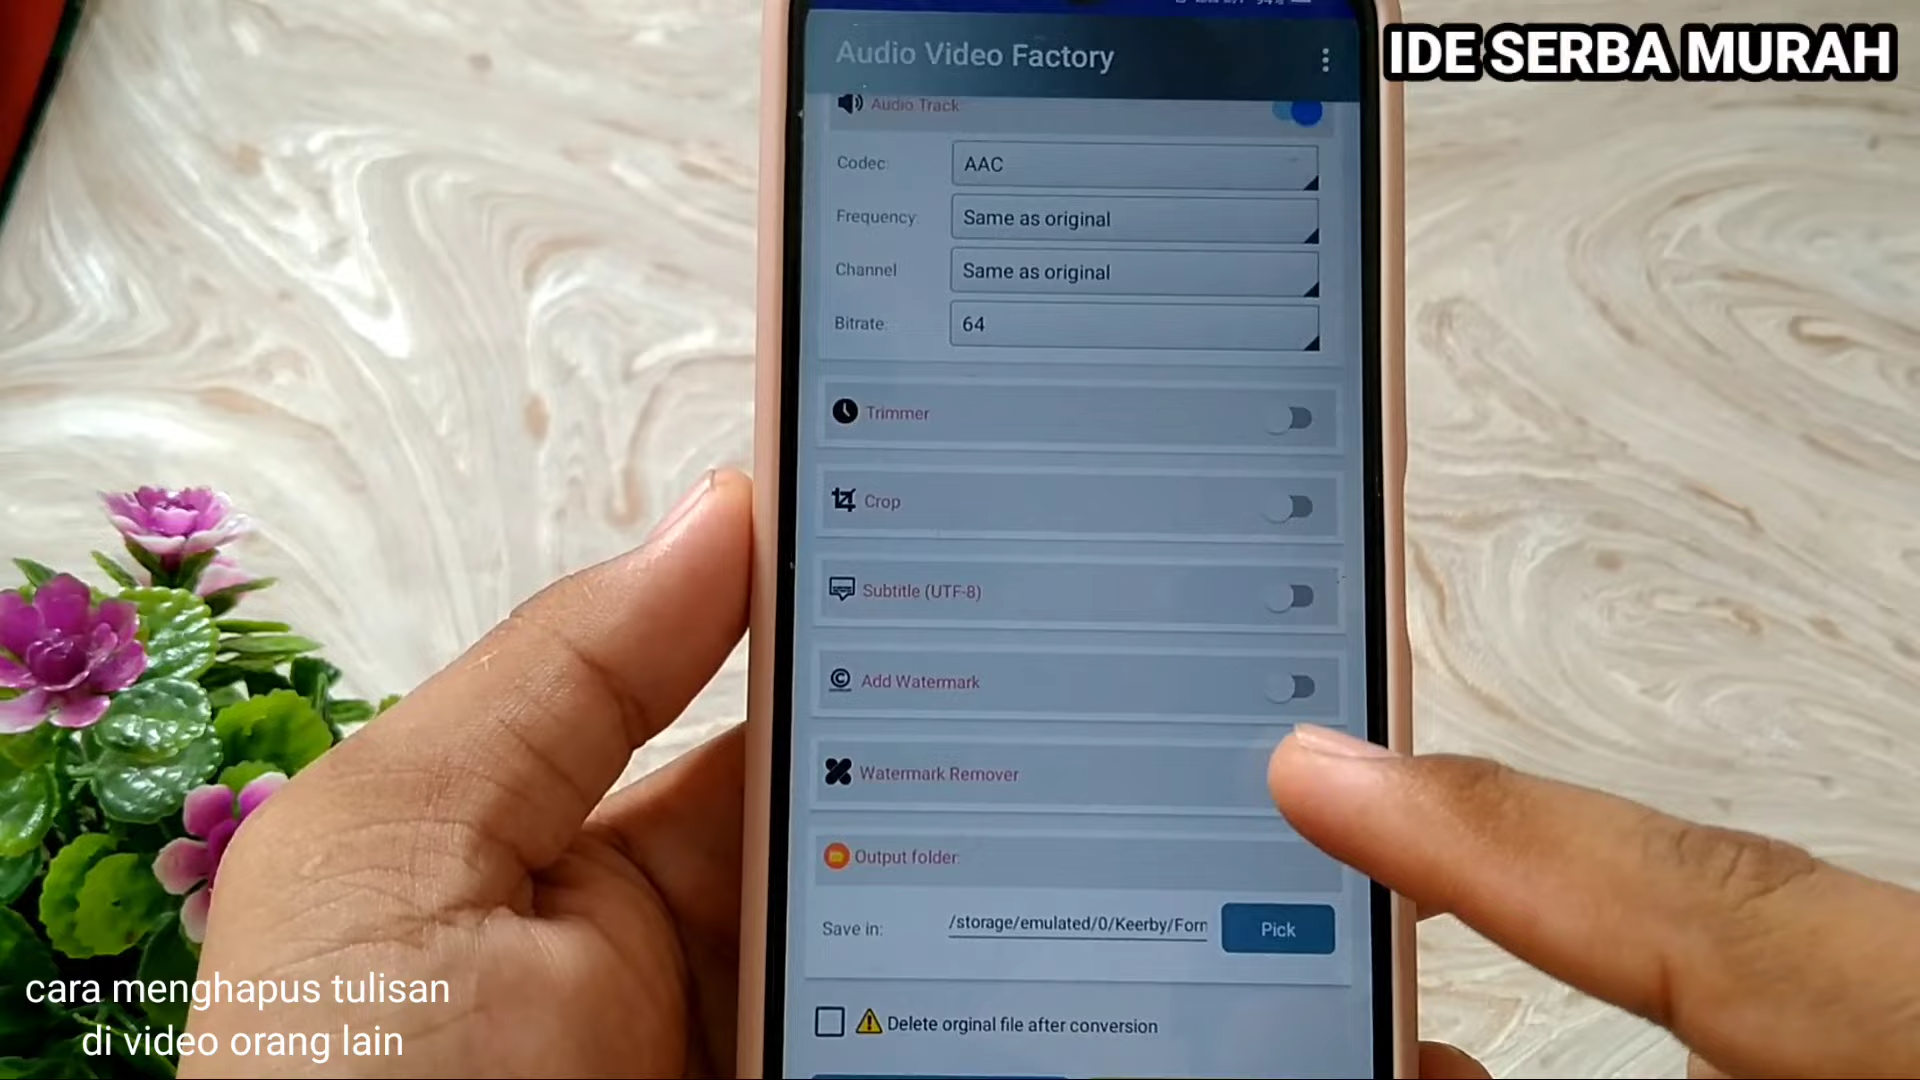 IDE SERBA MURAH
Audio Video Factory
Audio Track
Codec: AAC
Frequency: Same as original
Channel Same as original
Bitrate: 64
Trimmer
Crop
Subtitle (UTF-8)
Add Watermark
Watermark Remover
Output folder:
Save in: /storage/emulated/0/Keerby/Forr Pick
Delete orginal file after conversion
cara menghapus tulisan
di video orang lain